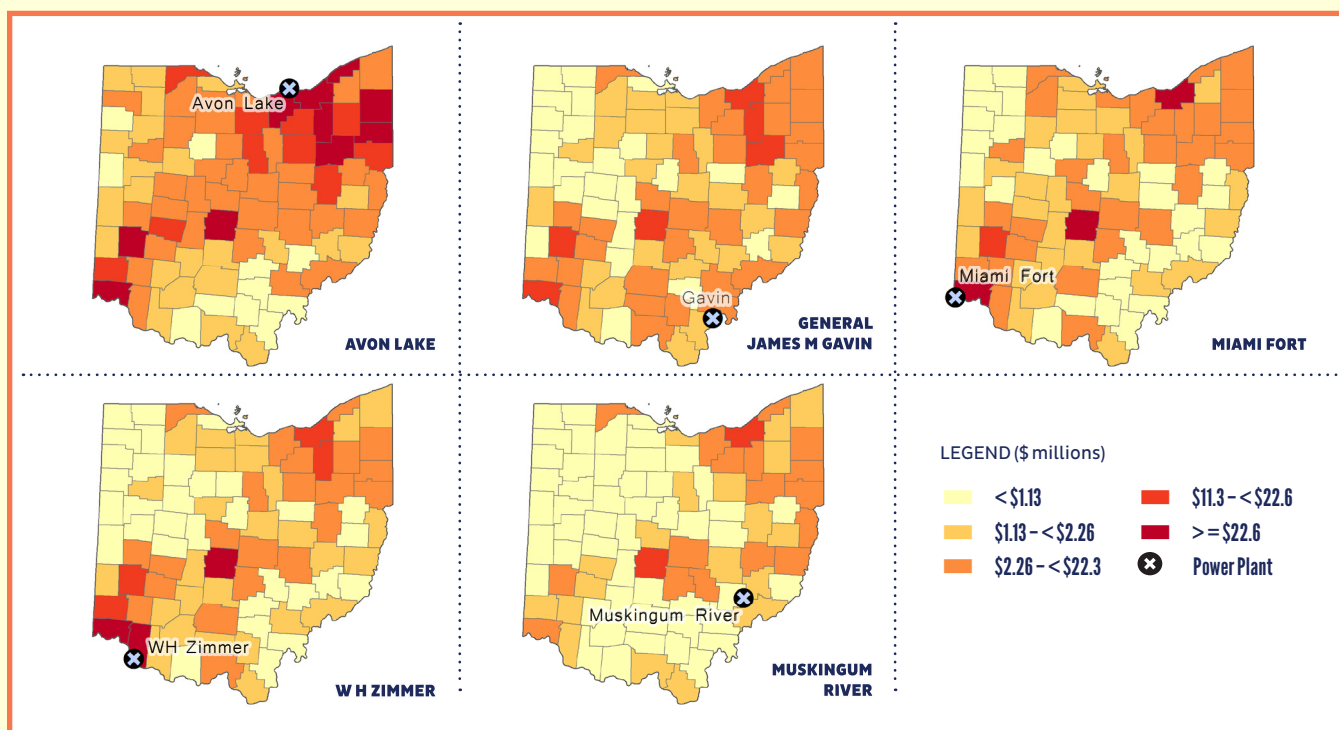 Avon Lake
AVON LAKE
Gavin
GENERAL
JAMES M GAVIN
Miami Fort
MIAMI FORT
WH Zimmer
W H ZIMMER
Muskingum River
MUSKINGUM
RIVER
LEGEND ($ millions)
< $1.13
$1.13 – < $2.26
$2.26 – < $22.3
$11.3 – < $22.6
> = $22.6
Power Plant